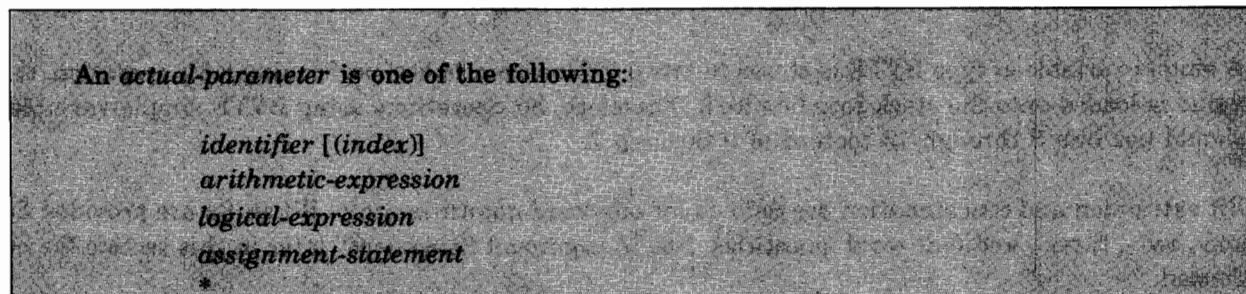 An actual-parameter is one of the following:
identifier [(index)]
arithmetic-expression
logical-expression
assignment-statement
*